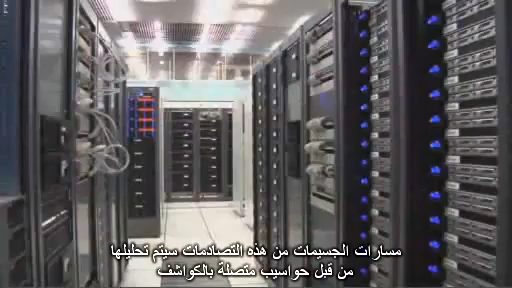 مسارات الجسيمات من هذه التصادمات سيتم تحليلها
من قبل حواسيب متصلة بالكواشف